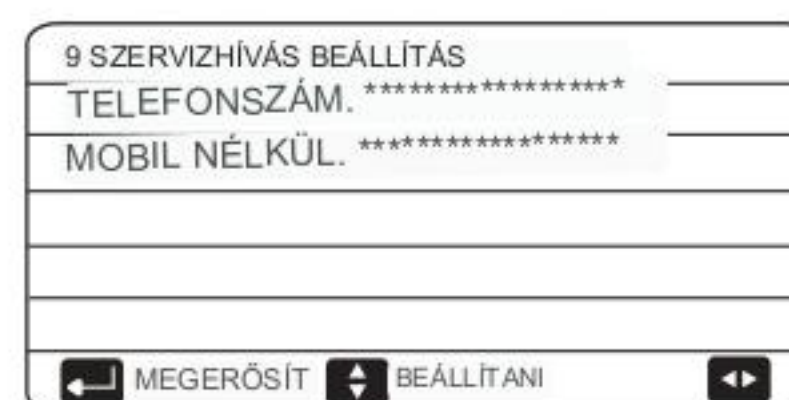 9 SZERVIZHÍVÁS BEÁLLÍTÁS
TELEFONSZÁM. ******************
MOBIL NÉLKÜL. ******************
MEGERŐSÍT BEÁLLÍTANI